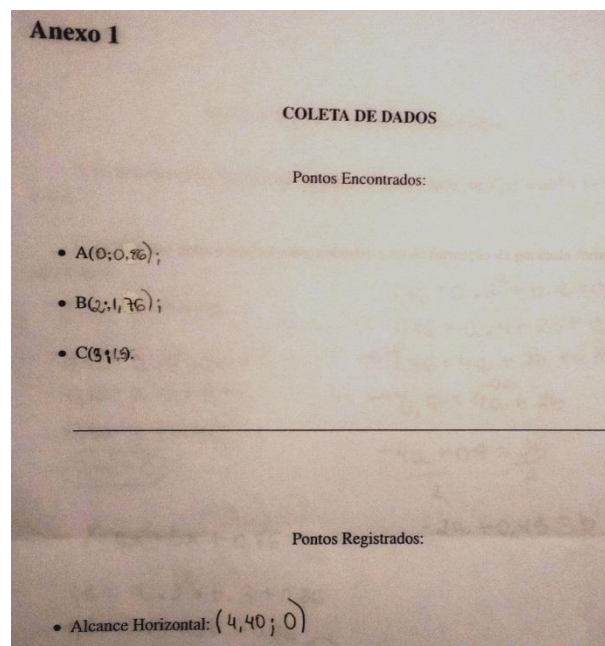 Anexo 1
COLETA DE DADOS
Pontos Encontrados:
• A(0;0,86);
• B(2;1,76);
• C(3;1,5).
Pontos Registrados:
• Alcance Horizontal: (4,40; 0)